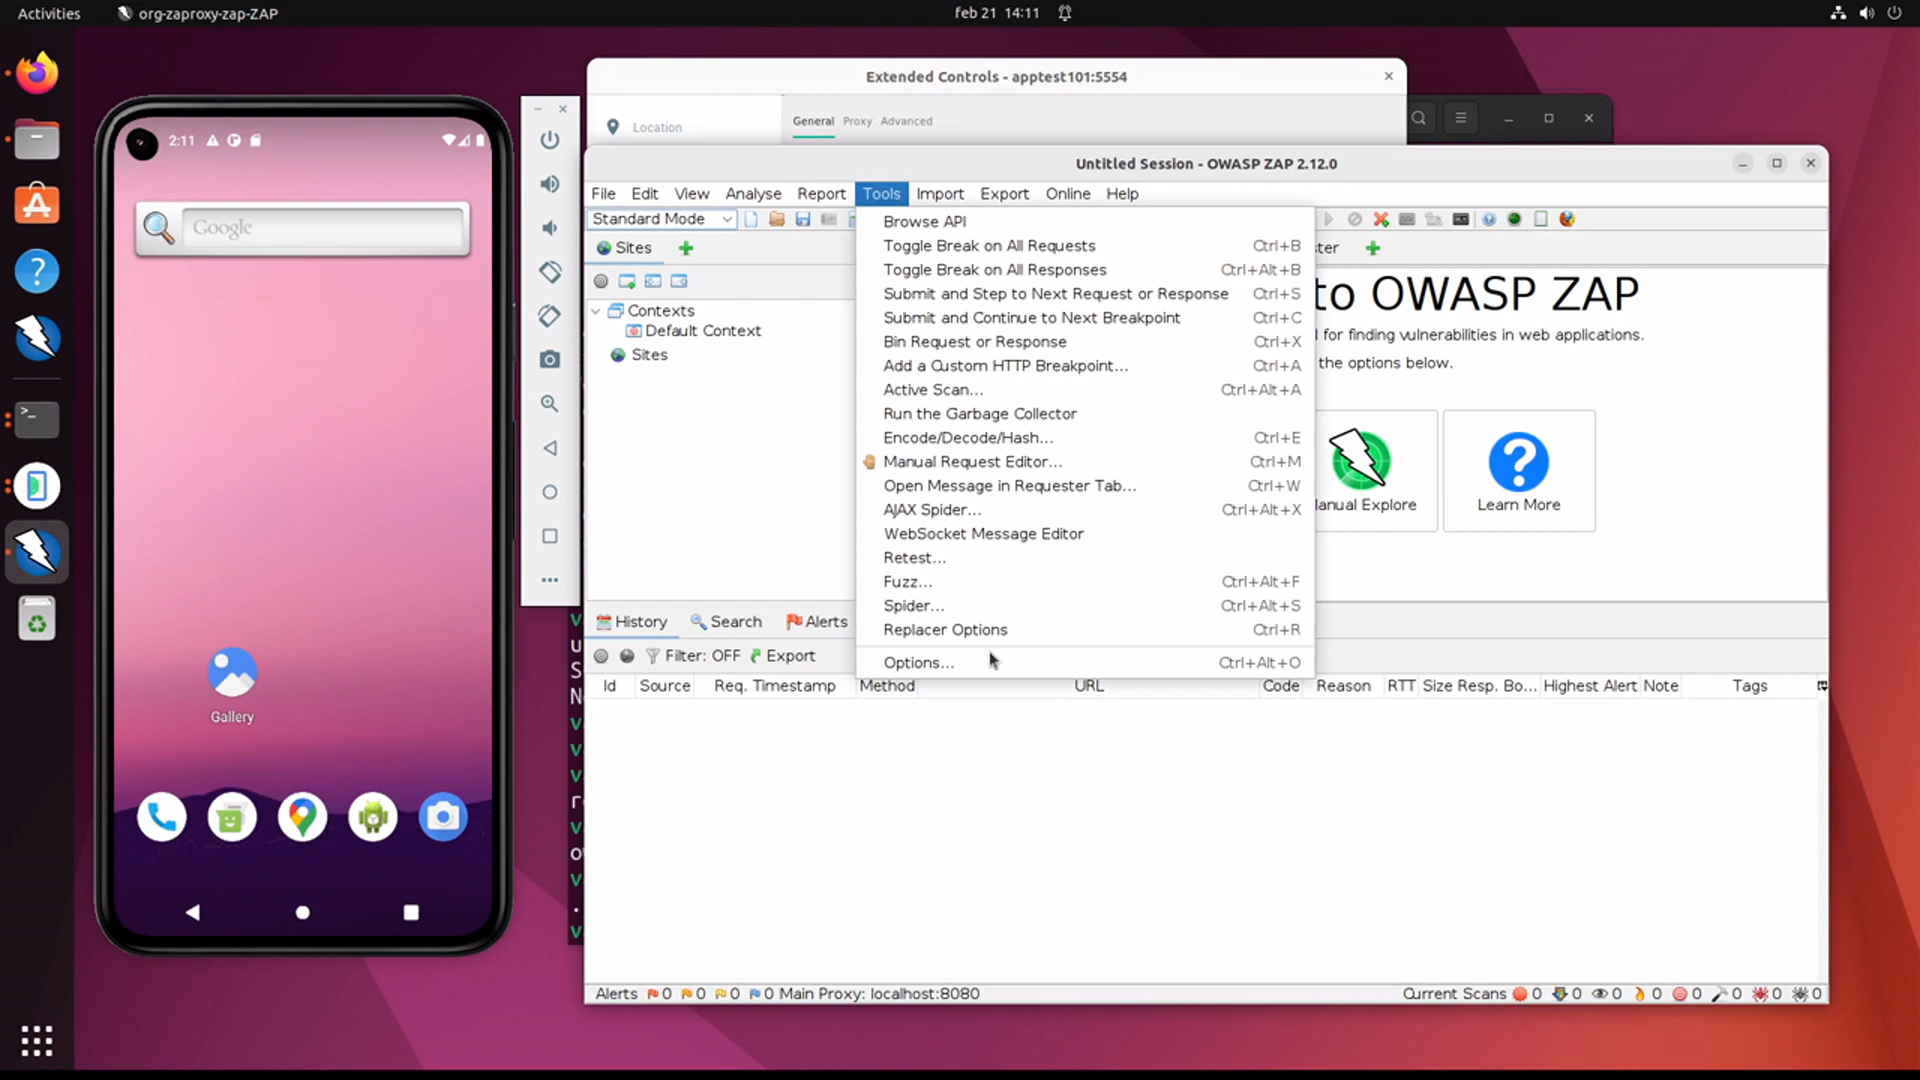 Activities
org-zaproxy-zap-ZAP
feb 21 14:11
Extended Controls - apptest101:5554
Location
General Proxy Advanced
2:11
Google
Gallery
Untitled Session - OWASP ZAP 2.12.0
File Edit View Analyse Report Tools Import Export Online Help
Standard Mode
Sites
Contexts
Default Context
Sites
Browse API
Toggle Break on All Requests Ctrl+B
Toggle Break on All Responses Ctrl+Alt+B
Submit and Step to Next Request or Response Ctrl+S
Submit and Continue to Next Breakpoint Ctrl+C
Bin Request or Response Ctrl+X
Add a Custom HTTP Breakpoint... Ctrl+A
Active Scan... Ctrl+Alt+A
Run the Garbage Collector
Encode/Decode/Hash... Ctrl+E
Manual Request Editor... Ctrl+M
Open Message in Requester Tab... Ctrl+W
AJAX Spider... Ctrl+Alt+X
WebSocket Message Editor
Retest...
Fuzz... Ctrl+Alt+F
Spider... Ctrl+Alt+S
Replacer Options Ctrl+R
Options... Ctrl+Alt+O
ter
to OWASP ZAP
d for finding vulnerabilities in web applications.
the options below.
anual Explore
Learn More
History Search Alerts
Filter: OFF Export
Id Source Req. Timestamp Method URL Code Reason RTT Size Resp. Bo... Highest Alert Note Tags
Alerts 0 0 0 0 Main Proxy: localhost:8080
Current Scans 0 0 0 0 0 0 0 0